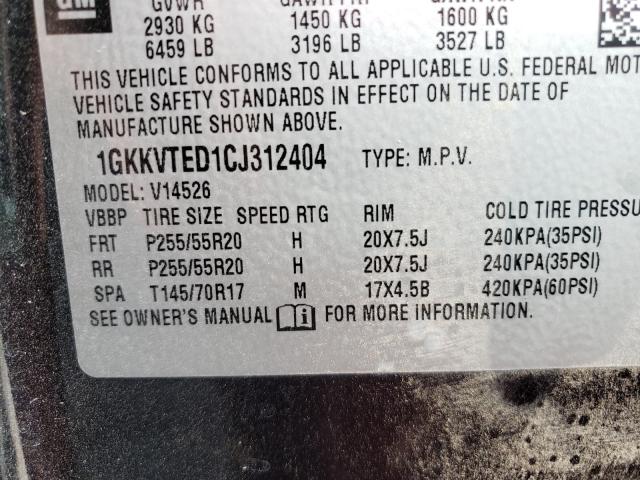 GM
GVWR
2930 KG 1450 KG 1600 KG
6459 LB 3196 LB 3527 LB
THIS VEHICLE CONFORMS TO ALL APPLICABLE U.S. FEDERAL
VEHICLE SAFETY STANDARDS IN EFFECT ON THE DATE OF
MANUFACTURE SHOWN ABOVE.
1GKKVTED1CJ312404 TYPE: M.P.V.
MODEL: V14526
VBBP TIRE SIZE SPEED RTG RIM COLD TIRE PRESSU
FRT P255/55R20 H 20X7.5J 240KPA(35PSI)
RR P255/55R20 H 20X7.5J 240KPA(35PSI)
SPA T145/70R17 M 17X4.5B 420KPA(60PSI)
SEE OWNER'S MANUAL i FOR MORE INFORMATION.